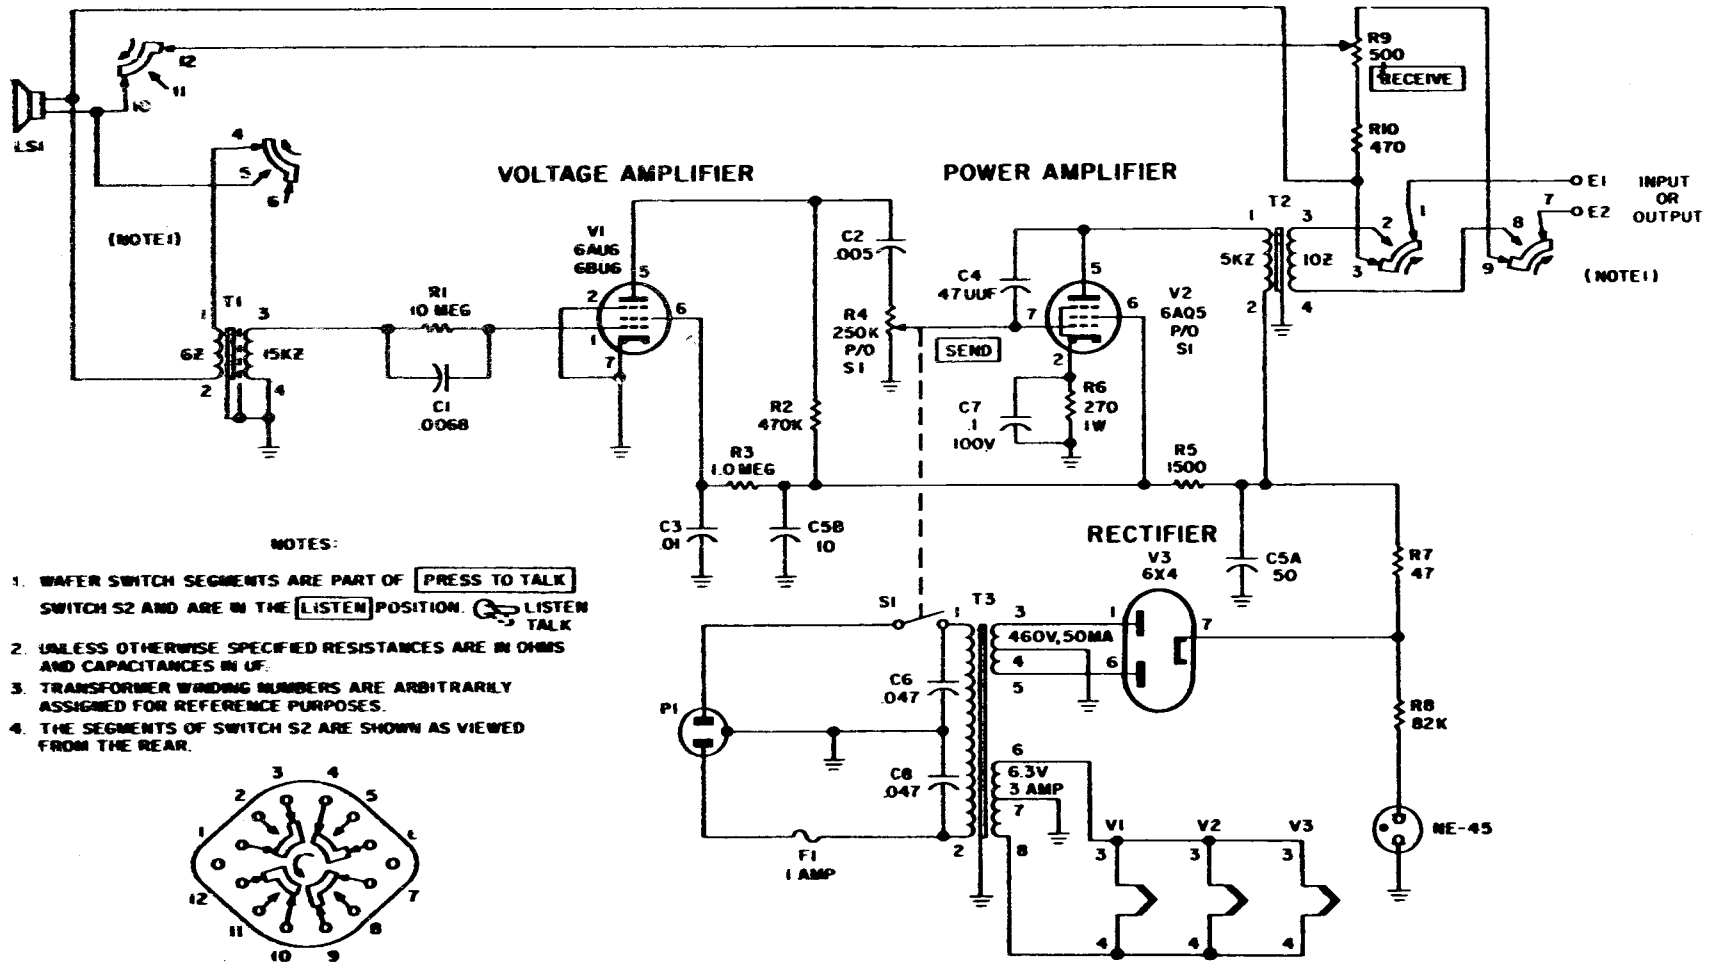 12
11
10
LS1
4
5
6
(NOTE1)
VOLTAGE AMPLIFIER
POWER AMPLIFIER
RECTIFIER
R9
500
RECEIVE
R10
470
E1
E2
INPUT
OR
OUTPUT
7
8
9
(NOTE1)
1
2
3
T2
1
3
5KZ
10Z
2
4
T1
1
3
6Z
15KZ
2
4
R1
10 MEG
C1
.0068
V1
6AU6
6BU6
5
2
6
1
7
C2
.005
R4
250K
P/O
S1
SEND
C4
47UUF
5
7
6
2
V2
6AQ5
P/O
S1
C7
.1
100V
R6
270
1W
R2
470K
R3
1.0 MEG
R5
1500
C3
.01
C5B
10
C5A
50
R7
47
V3
6X4
1
6
7
S1
T3
1
3
460V, 50MA
4
5
C6
.047
P1
C8
.047
6
6.3V
3 AMP
7
8
2
F1
1 AMP
R8
82K
NE-45
V1
V2
V3
3
3
3
4
4
4
NOTES:
1. WAFER SWITCH SEGMENTS ARE PART OF PRESS TO TALK
SWITCH S2 AND ARE IN THE LISTEN POSITION. LISTEN
TALK
2. UNLESS OTHERWISE SPECIFIED RESISTANCES ARE IN OHMS
AND CAPACITANCES IN UF.
3. TRANSFORMER WINDING NUMBERS ARE ARBITRARILY
ASSIGNED FOR REFERENCE PURPOSES.
4. THE SEGMENTS OF SWITCH S2 ARE SHOWN AS VIEWED
FROM THE REAR.
3
4
2
5
1
12
7
11
8
10
9